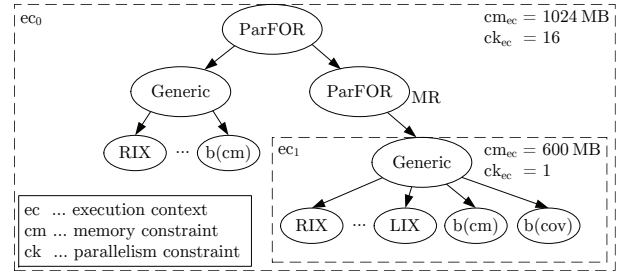 ec₀
ParFOR
cmₑc = 1024 MB
ckₑc = 16
Generic
ParFOR
MR
RIX ... b(cm)
ec₁
Generic
cmₑc = 600 MB
ckₑc = 1
RIX ... LIX b(cm) b(cov)
ec ... execution context
cm ... memory constraint
ck ... parallelism constraint